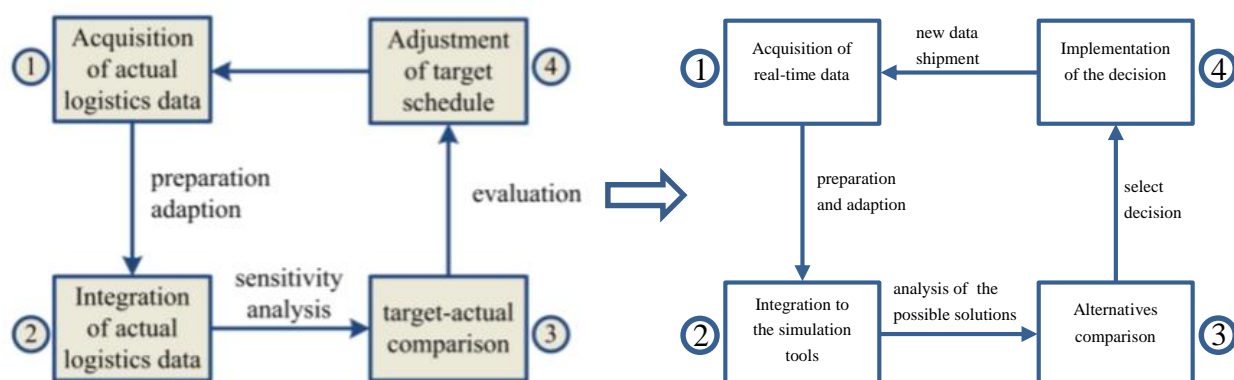 1
Acquisition
of actual
logistics data
Adjustment
of target
schedule
4
preparation
adaption
evaluation
2
Integration
of actual
logistics data
sensitivity
analysis
target-actual
comparison
3
1
Acquisition of
real-time data
new data
shipment
Implementation
of the decision
4
preparation
and adaption
select
decision
2
Integration to
the simulation
tools
analysis of the
possible solutions
Alternatives
comparison
3